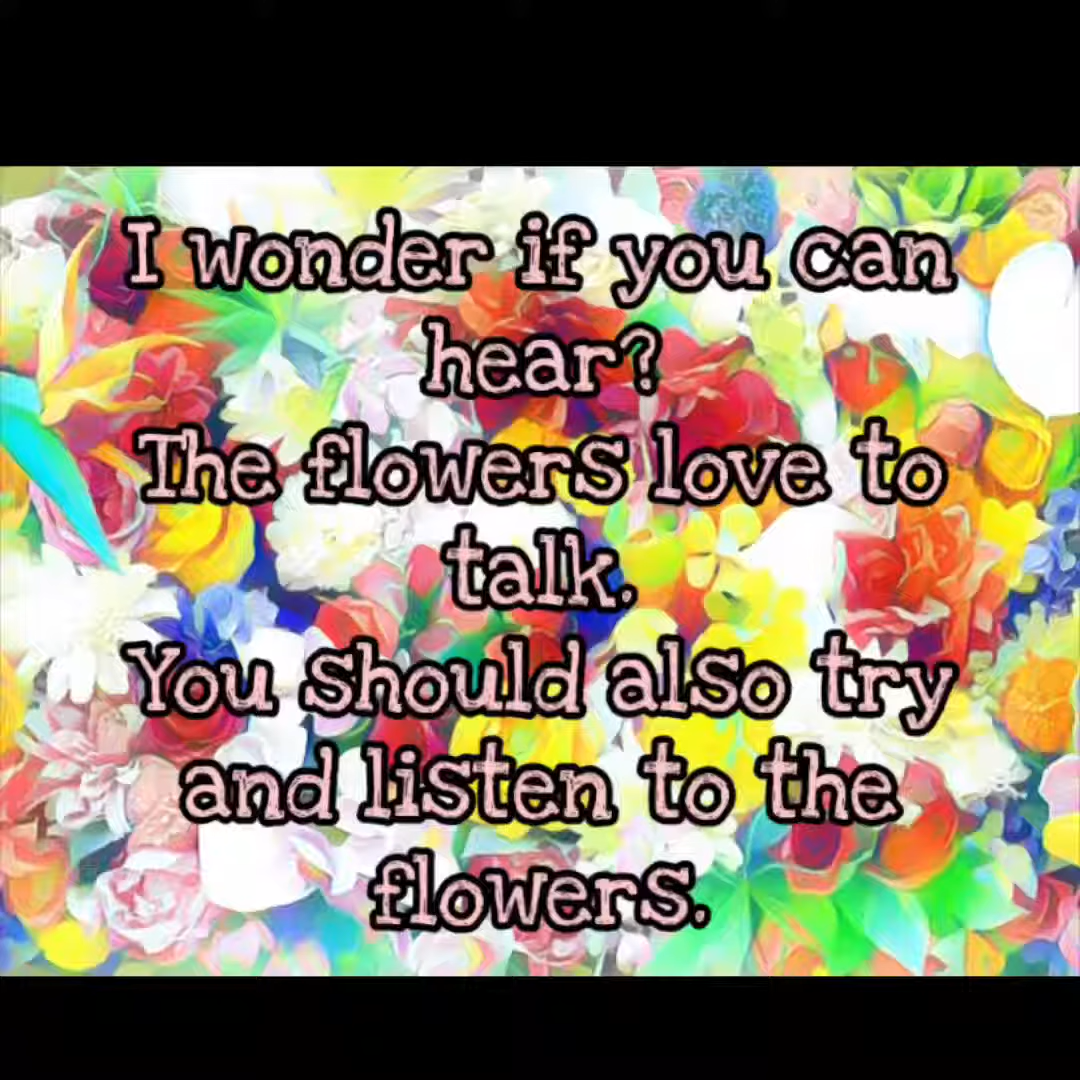 I wonder if you can
hear?
The flowers love to
talk.
You should also try
and listen to the
flowers.